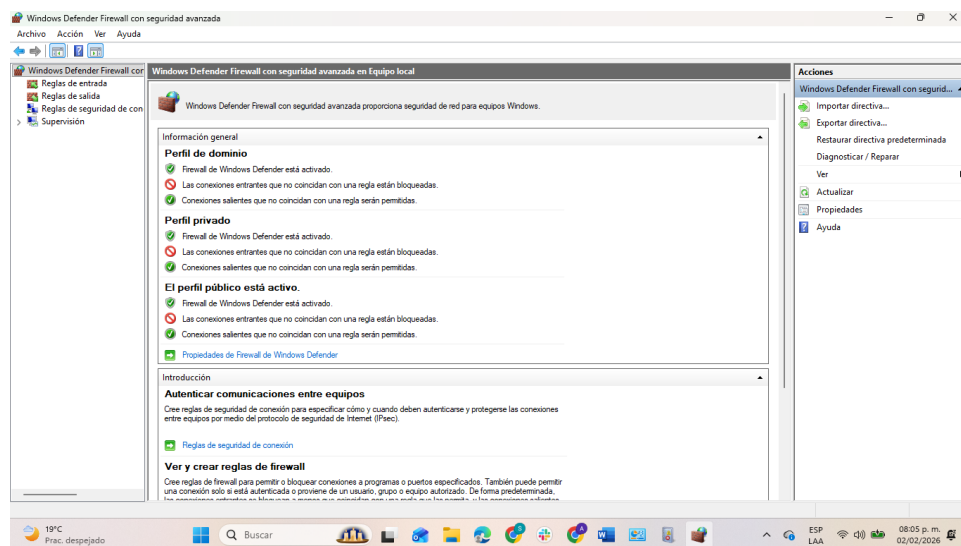 Windows Defender Firewall con seguridad avanzada
Archivo Acción Ver Ayuda
Windows Defender Firewall cor
Reglas de entrada
Reglas de salida
Reglas de seguridad de con
Supervisión
Windows Defender Firewall con seguridad avanzada en Equipo local
Windows Defender Firewall con seguridad avanzada proporciona seguridad de red para equipos Windows.
Información general
Perfil de dominio
Firewall de Windows Defender está activado.
Las conexiones entrantes que no coincidan con una regla están bloqueadas.
Conexiones salientes que no coincidan con una regla serán permitidas.
Perfil privado
Firewall de Windows Defender está activado.
Las conexiones entrantes que no coincidan con una regla están bloqueadas.
Conexiones salientes que no coincidan con una regla serán permitidas.
El perfil público está activo.
Firewall de Windows Defender está activado.
Las conexiones entrantes que no coincidan con una regla están bloqueadas.
Conexiones salientes que no coincidan con una regla serán permitidas.
Propiedades de Firewall de Windows Defender
Introducción
Autenticar comunicaciones entre equipos
Cree reglas de seguridad de conexión para especificar cómo y cuando deben autenticarse y protegerse las conexiones
entre equipos por medio del protocolo de seguridad de Internet (IPsec).
Reglas de seguridad de conexión
Ver y crear reglas de firewall
Cree reglas de firewall para permitir o bloquear conexiones a programas o puertos especificados. También puede permitir
una conexión solo si está autenticada o proviene de un usuario, grupo o equipo autorizado. De forma predeterminada,
Acciones
Windows Defender Firewall con segurid...
Importar directiva...
Exportar directiva...
Restaurar directiva predeterminada
Diagnosticar / Reparar
Ver
Actualizar
Propiedades
Ayuda
19°C
Prac. despejado
Buscar
ESP
LAA
08:05 p. m.
02/02/2026